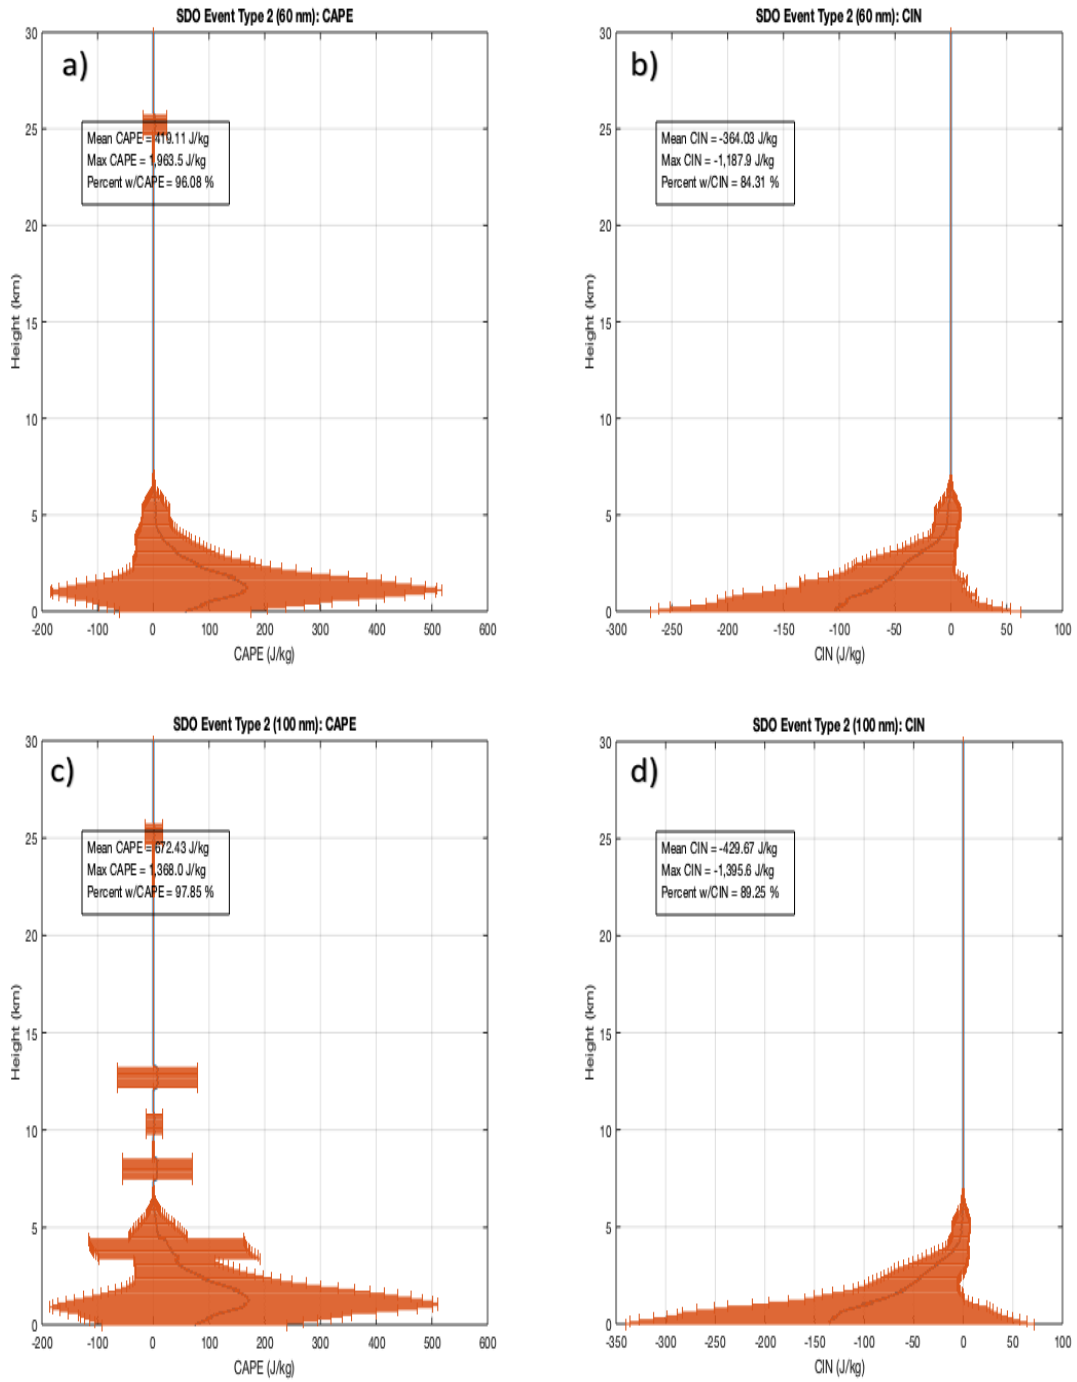 SDO Event Type 2 (60 nm): CAPE
a)
30
25
20
15
10
5
0
Height (km)
Mean CAPE = 419.11 J/kg
Max CAPE = 1,963.5 J/kg
Percent w/CAPE = 96.08 %
-200 -100 0 100 200 300 400 500 600
CAPE (J/kg)
SDO Event Type 2 (60 nm): CIN
b)
30
25
20
15
10
5
0
Height (km)
Mean CIN = -364.03 J/kg
Max CIN = -1,187.9 J/kg
Percent w/CIN = 84.31 %
-300 -250 -200 -150 -100 -50 0 50 100
CIN (J/kg)
SDO Event Type 2 (100 nm): CAPE
c)
30
25
20
15
10
5
0
Height (km)
Mean CAPE = 672.43 J/kg
Max CAPE = 1,368.0 J/kg
Percent w/CAPE = 97.85 %
-200 -100 0 100 200 300 400 500 600
CAPE (J/kg)
SDO Event Type 2 (100 nm): CIN
d)
30
25
20
15
10
5
0
Height (km)
Mean CIN = -429.67 J/kg
Max CIN = -1,395.6 J/kg
Percent w/CIN = 89.25 %
-350 -300 -250 -200 -150 -100 -50 0 50 100
CIN (J/kg)